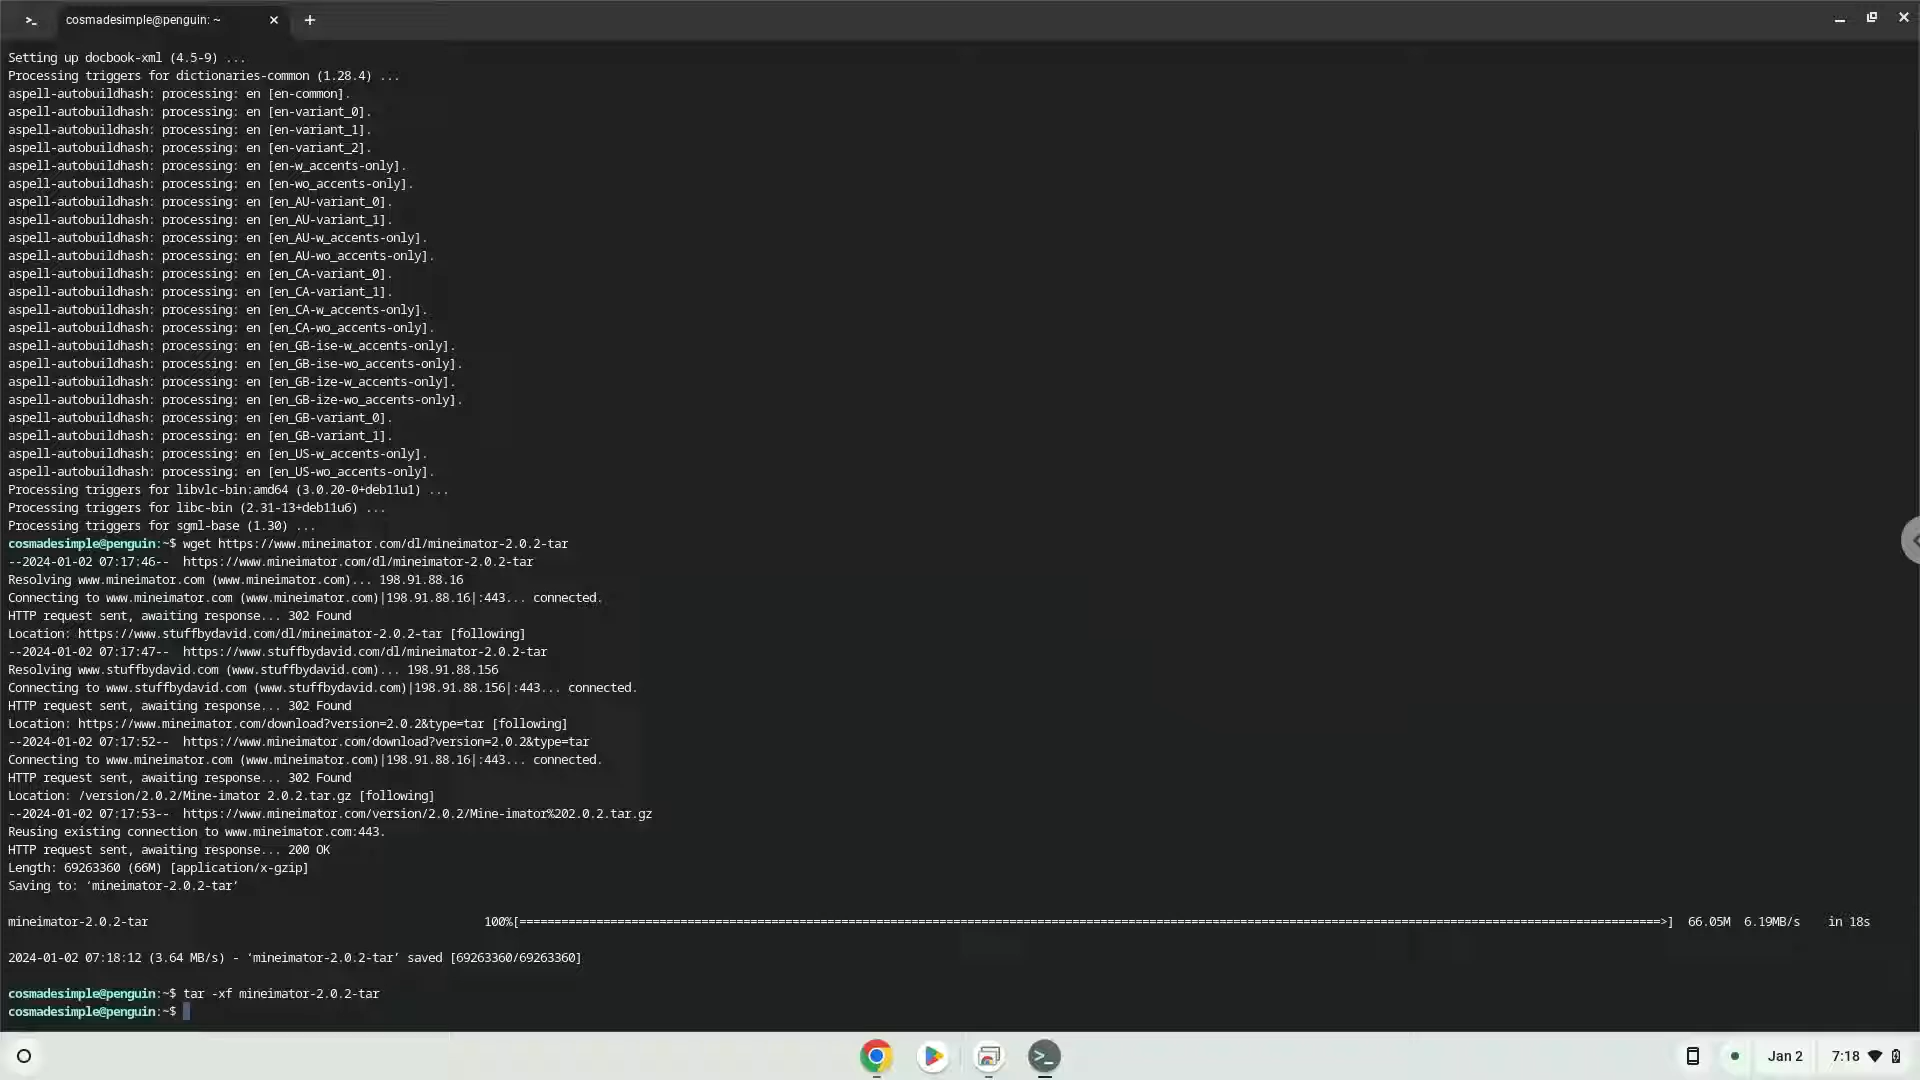 cosmadesimple@penguin: ~
Setting up docbook-xml (4.5-9) ...
Processing triggers for dictionaries-common (1.28.4) ...
aspell-autobuildhash: processing: en [en-common].
aspell-autobuildhash: processing: en [en-variant_0].
aspell-autobuildhash: processing: en [en-variant_1].
aspell-autobuildhash: processing: en [en-variant_2].
aspell-autobuildhash: processing: en [en-w_accents-only].
aspell-autobuildhash: processing: en [en-wo_accents-only].
aspell-autobuildhash: processing: en [en_AU-variant_0].
aspell-autobuildhash: processing: en [en_AU-variant_1].
aspell-autobuildhash: processing: en [en_AU-w_accents-only].
aspell-autobuildhash: processing: en [en_AU-wo_accents-only].
aspell-autobuildhash: processing: en [en_CA-variant_0].
aspell-autobuildhash: processing: en [en_CA-variant_1].
aspell-autobuildhash: processing: en [en_CA-w_accents-only].
aspell-autobuildhash: processing: en [en_CA-wo_accents-only].
aspell-autobuildhash: processing: en [en_GB-ise-w_accents-only].
aspell-autobuildhash: processing: en [en_GB-ise-wo_accents-only].
aspell-autobuildhash: processing: en [en_GB-ize-w_accents-only].
aspell-autobuildhash: processing: en [en_GB-ize-wo_accents-only].
aspell-autobuildhash: processing: en [en_GB-variant_0].
aspell-autobuildhash: processing: en [en_GB-variant_1].
aspell-autobuildhash: processing: en [en_US-w_accents-only].
aspell-autobuildhash: processing: en [en_US-wo_accents-only].
Processing triggers for libvlc-bin:amd64 (3.0.20-0+deb11u1) ...
Processing triggers for libc-bin (2.31-13+deb11u6) ...
Processing triggers for sgml-base (1.30) ...
cosmadesimple@penguin:~$ wget https://www.mineimator.com/dl/mineimator-2.0.2-tar
--2024-01-02 07:17:46--  https://www.mineimator.com/dl/mineimator-2.0.2-tar
Resolving www.mineimator.com (www.mineimator.com)... 198.91.88.16
Connecting to www.mineimator.com (www.mineimator.com)|198.91.88.16|:443... connected.
HTTP request sent, awaiting response... 302 Found
Location: https://www.stuffbydavid.com/dl/mineimator-2.0.2-tar [following]
--2024-01-02 07:17:47--  https://www.stuffbydavid.com/dl/mineimator-2.0.2-tar
Resolving www.stuffbydavid.com (www.stuffbydavid.com)... 198.91.88.156
Connecting to www.stuffbydavid.com (www.stuffbydavid.com)|198.91.88.156|:443... connected.
HTTP request sent, awaiting response... 302 Found
Location: https://www.mineimator.com/download?version=2.0.2&type=tar [following]
--2024-01-02 07:17:52--  https://www.mineimator.com/download?version=2.0.2&type=tar
Connecting to www.mineimator.com (www.mineimator.com)|198.91.88.16|:443... connected.
HTTP request sent, awaiting response... 302 Found
Location: /version/2.0.2/Mine-imator 2.0.2.tar.gz [following]
--2024-01-02 07:17:53--  https://www.mineimator.com/version/2.0.2/Mine-imator%202.0.2.tar.gz
Reusing existing connection to www.mineimator.com:443.
HTTP request sent, awaiting response... 200 OK
Length: 69263360 (66M) [application/x-gzip]
Saving to: ‘mineimator-2.0.2-tar’
mineimator-2.0.2-tar 100%[===================>] 66.05M 6.19MB/s in 18s
2024-01-02 07:18:12 (3.64 MB/s) - ‘mineimator-2.0.2-tar’ saved [69263360/69263360]
cosmadesimple@penguin:~$ tar -xf mineimator-2.0.2-tar
cosmadesimple@penguin:~$
Jan 2 7:18